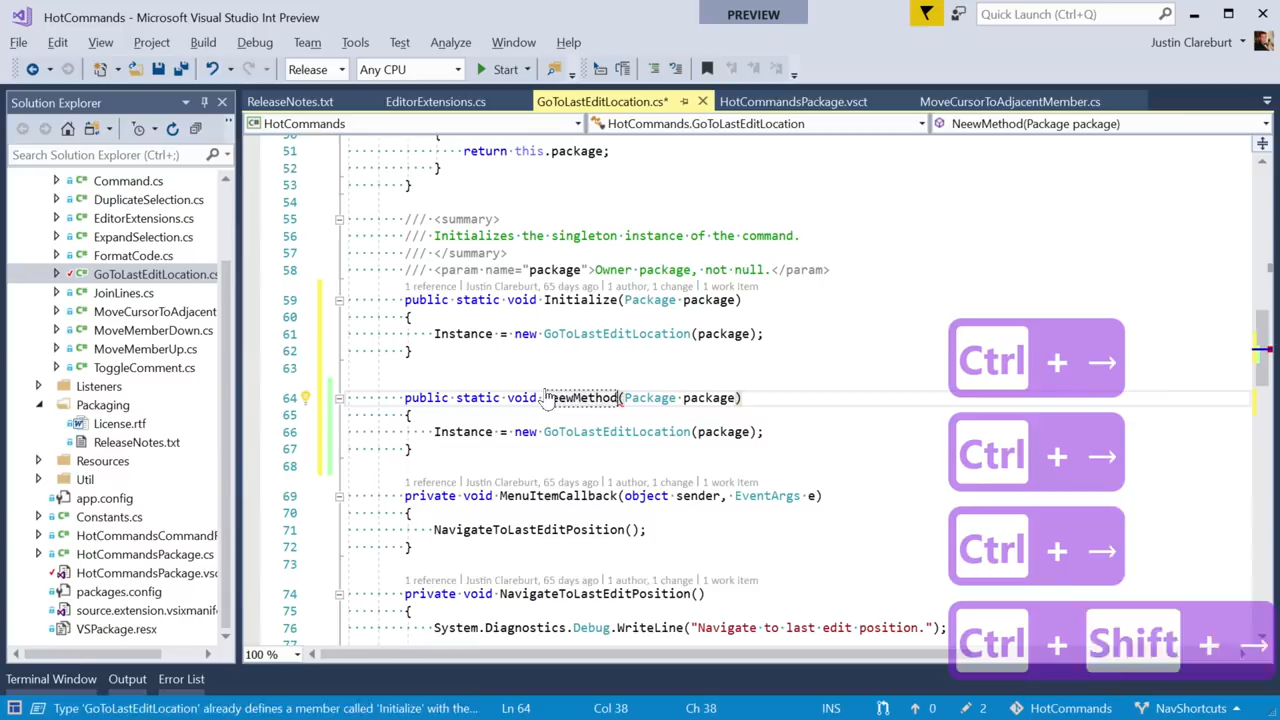 HotCommands - Microsoft Visual Studio Int Preview
PREVIEW
Quick Launch (Ctrl+Q)
File Edit View Project Build Debug Team Tools Test Analyze Window Help
Justin Clareburt
Release Any CPU Start
Solution Explorer
ReleaseNotes.txt EditorExtensions.cs GoToLastEditLocation.cs* HotCommandsPackage.vsct MoveCursorToAdjacentMember.cs
HotCommands HotCommands.GoToLastEditLocation NeewMethod(Package package)
Search Solution Explorer (Ctrl+;)
Command.cs
DuplicateSelection.cs
EditorExtensions.cs
ExpandSelection.cs
FormatCode.cs
GoToLastEditLocation.cs
JoinLines.cs
MoveCursorToAdjacent
MoveMemberDown.cs
MoveMemberUp.cs
ToggleComment.cs
Listeners
Packaging
License.rtf
ReleaseNotes.txt
Resources
Util
app.config
Constants.cs
HotCommandsCommand
HotCommandsPackage.cs
HotCommandsPackage.vsc
packages.config
source.extension.vsixmanif
VSPackage.resx
50 {
51 return this.package;
52 }
53 }
54
55 /// <summary>
56 /// Initializes the singleton instance of the command.
57 /// </summary>
58 /// <param name="package">Owner package, not null.</param>
1 reference | Justin Clareburt, 65 days ago | 1 author, 1 change | 1 work item
59 public static void Initialize(Package package)
60 {
61 Instance = new GoToLastEditLocation(package);
62 }
63
64 public static void NeewMethod(Package package)
65 {
66 Instance = new GoToLastEditLocation(package);
67 }
68
1 reference | Justin Clareburt, 65 days ago | 1 author, 1 change | 1 work item
69 private void MenuItemCallback(object sender, EventArgs e)
70 {
71 NavigateToLastEditPosition();
72 }
73
1 reference | Justin Clareburt, 65 days ago | 1 author, 1 change | 1 work item
74 private void NavigateToLastEditPosition()
75 {
76 System.Diagnostics.Debug.WriteLine("Navigate to last edit position.");
77
Ctrl + →
Ctrl + →
Ctrl + →
Ctrl + Shift + →
100 %
Terminal Window Output Error List
Type 'GoToLastEditLocation' already defines a member called 'Initialize' with the Ln 64 Col 38 Ch 38 INS 0 2 HotCommands NavShortcuts